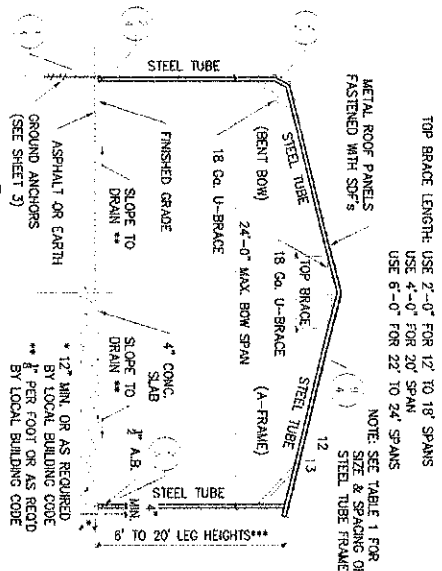 TOP BRACE LENGTH: USE 2'-0" FOR 12' TO 18' SPANS
USE 4'-0" FOR 20' SPAN
USE 6'-0" FOR 22' TO 24' SPANS
NOTE: SEE TABLE 1 FOR
SIZE & SPACING OF
STEEL TUBE FRAME
METAL ROOF PANELS
FASTENED WITH SDF's
12
13
STEEL TUBE
STEEL TUBE
TOP BRACE
18 Ga. U-BRACE
(BENT BOW)
24'-0" MAX. BOW SPAN
(A-FRAME)
18 Ga. U-BRACE
STEEL TUBE
STEEL TUBE
6' TO 20' LEG HEIGHTS***
FINISHED GRADE
SLOPE TO
DRAIN **
4" CONC.
SLAB
SLOPE TO
DRAIN **
A.B.
MIN.
4"
ASPHALT OR EARTH
GROUND ANCHORS
(SEE SHEET 3)
* 12" MIN. OR AS REQUIRED
BY LOCAL BUILDING CODE
** PER FOOT OR AS REQ'D
BY LOCAL BUILDING CODE